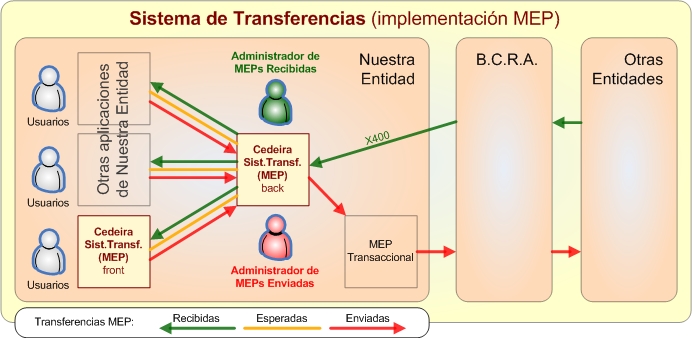 Sistema de Transferencias (implementación MEP)
Administrador de
MEPs Recibidas
Nuestra
Entidad
B.C.R.A.
Otras
Entidades
Usuarios
Otras aplicaciones
de Nuestra Entidad
X400
Usuarios
Cedeira
Sist.Transf.
(MEP)
back
Usuarios
Cedeira
Sist.Transf.
(MEP)
front
Administrador de
MEPs Enviadas
MEP
Transaccional
Transferencias MEP:
Recibidas
Esperadas
Enviadas